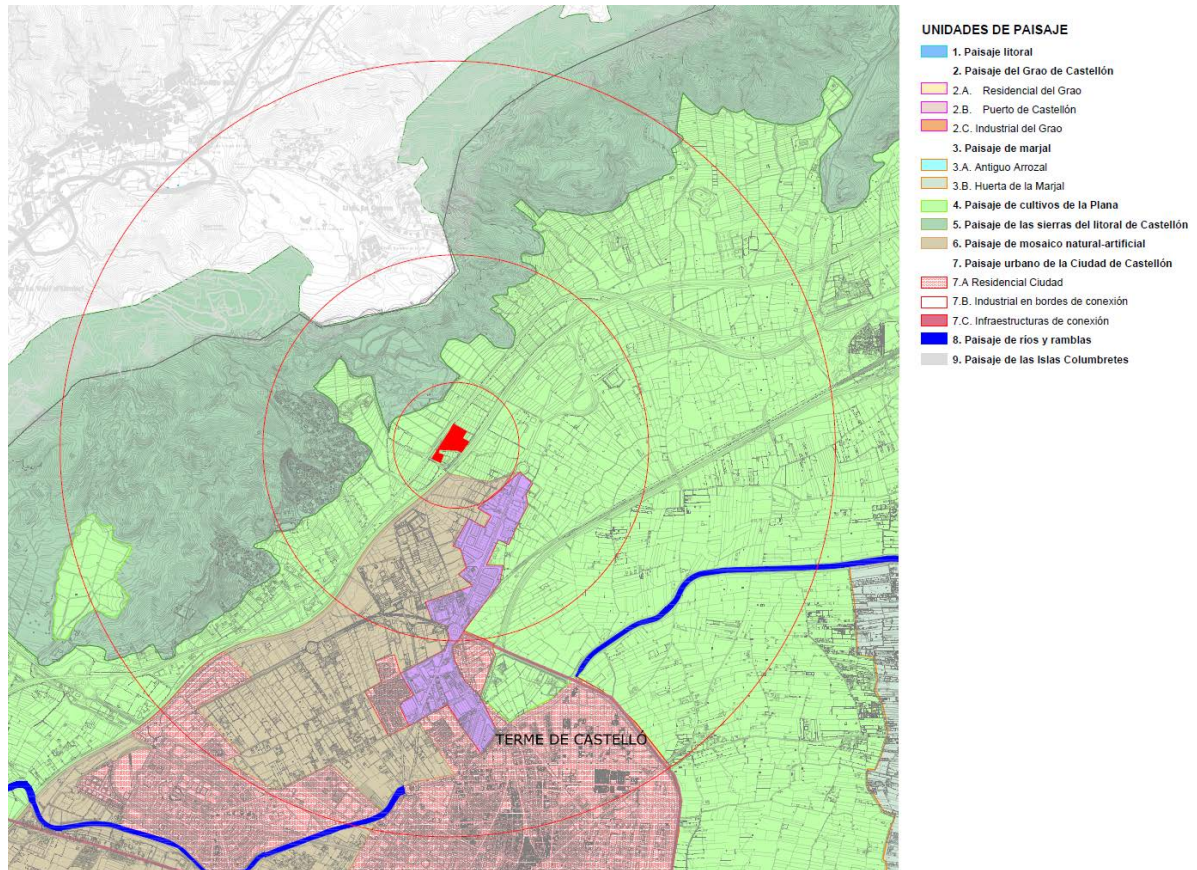 UNIDADES DE PAISAJE
1. Paisaje litoral
2. Paisaje del Grao de Castellón
2.A. Residencial del Grao
2.B. Puerto de Castellón
2.C. Industrial del Grao
3. Paisaje de marjal
3.A. Antiguo Arrozal
3.B. Huerta de la Marjal
4. Paisaje de cultivos de la Plana
5. Paisaje de las sierras del litoral de Castellón
6. Paisaje de mosaico natural-artificial
7. Paisaje urbano de la Ciudad de Castellón
7.A Residencial Ciudad
7.B. Industrial en bordes de conexión
7.C. Infraestructuras de conexión
8. Paisaje de ríos y ramblas
9. Paisaje de las Islas Columbretes
TERME DE CASTELLÓ